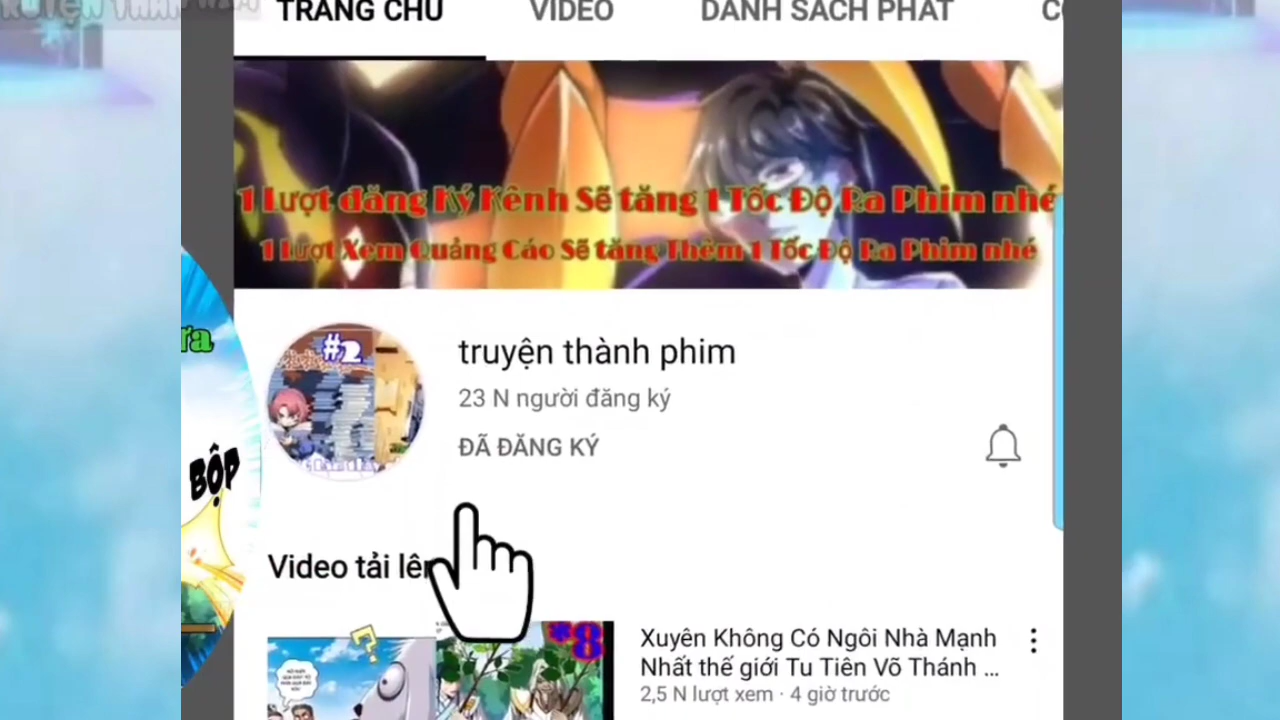 TRANG CHỦ VIDEO DANH SÁCH PHÁT
1 Lượt đăng Ký Kênh Sẽ tăng 1 Tốc Độ Ra Phim nhé
1 Lượt Xem Quảng Cáo Sẽ tăng Thêm 1 Tốc Độ Ra Phim nhé
#2
truyện thành phim
23 N người đăng ký
ĐÃ ĐĂNG KÝ
BỘP
Video tải lên
*8
Xuyên Không Có Ngôi Nhà Mạnh
Nhất thế giới Tu Tiên Võ Thánh ...
2,5 N lượt xem · 4 giờ trước